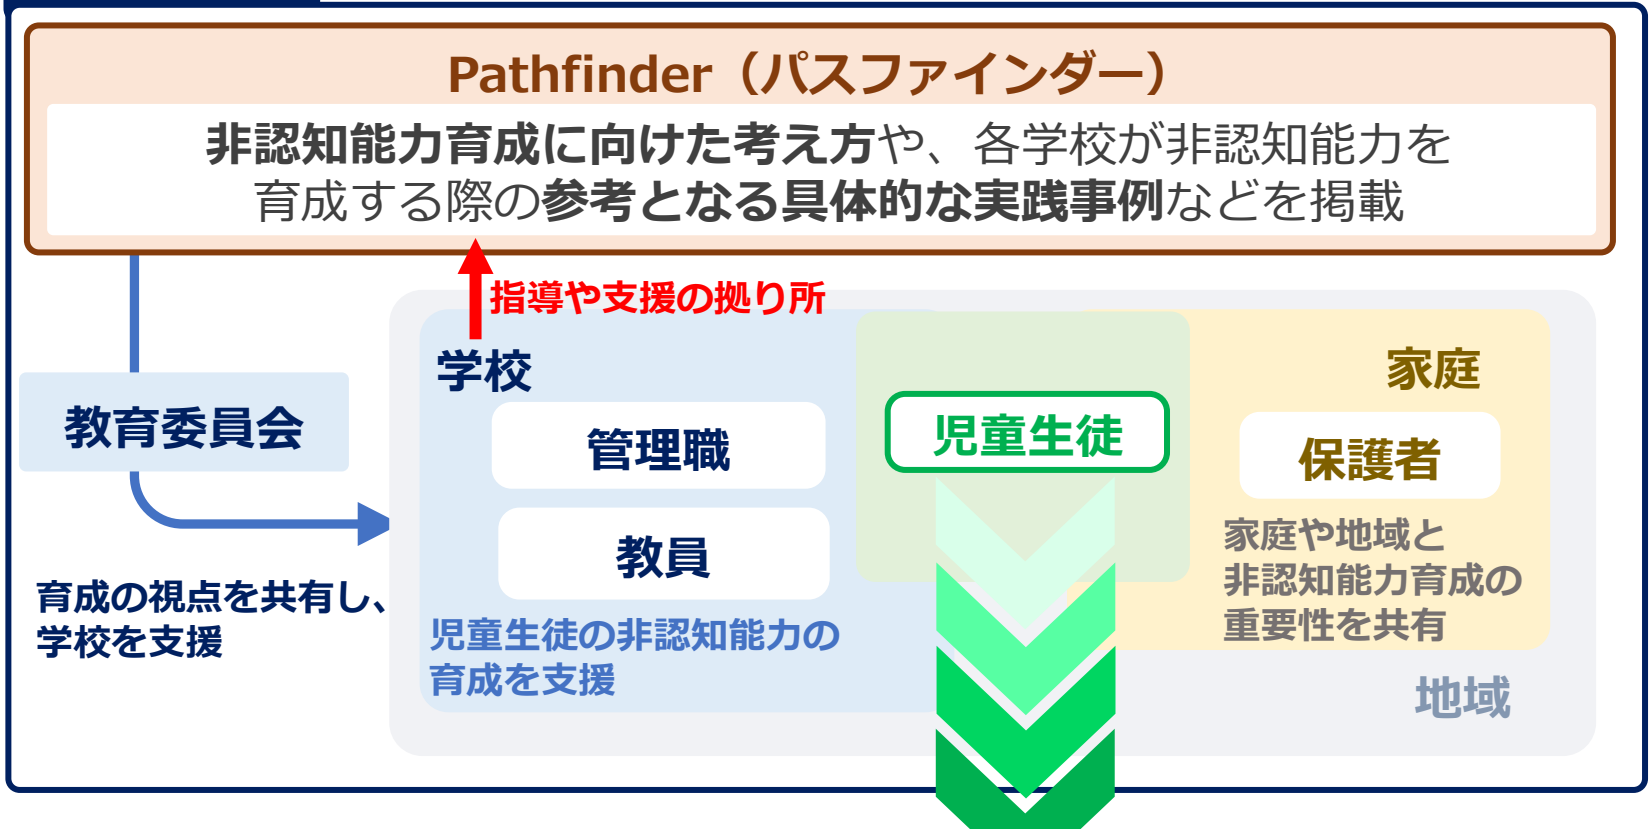 Pathfinder（パスファインダー）
非認知能力育成に向けた考え方や、各学校が非認知能力を
育成する際の参考となる具体的な実践事例などを掲載
指導や支援の拠り所
学校
家庭
教育委員会
管理職
児童生徒
保護者
教員
家庭や地域と
非認知能力育成の
重要性を共有
育成の視点を共有し、
学校を支援
児童生徒の非認知能力の
育成を支援
地域